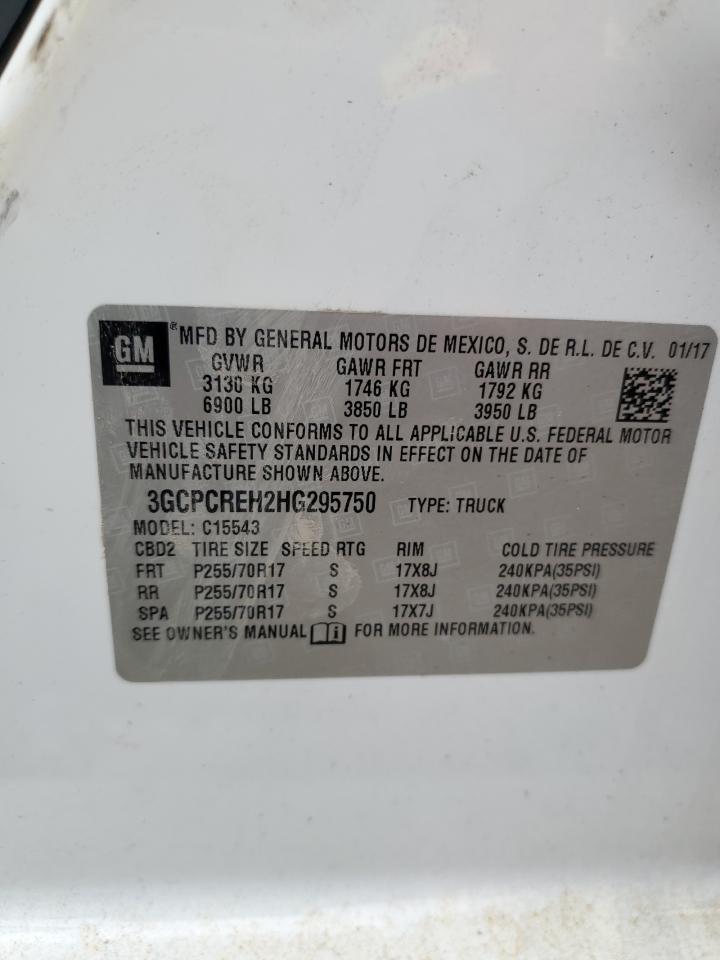 GM ® MFD BY GENERAL MOTORS DE MEXICO, S. DE R.L. DE C.V. 01/17
GVWR GAWR FRT GAWR RR
3130 KG 1746 KG 1792 KG
6900 LB 3850 LB 3950 LB
THIS VEHICLE CONFORMS TO ALL APPLICABLE U.S. FEDERAL MOTOR
VEHICLE SAFETY STANDARDS IN EFFECT ON THE DATE OF
MANUFACTURE SHOWN ABOVE.
3GCPCREH2HG295750 TYPE: TRUCK
MODEL: C15543
CBD2 TIRE SIZE SPEED RTG RIM COLD TIRE PRESSURE
FRT P255/70R17 S 17X8J 240KPA(35PSI)
RR P255/70R17 S 17X8J 240KPA(35PSI)
SPA P255/70R17 S 17X7J 240KPA(35PSI)
SEE OWNER'S MANUAL i FOR MORE INFORMATION.